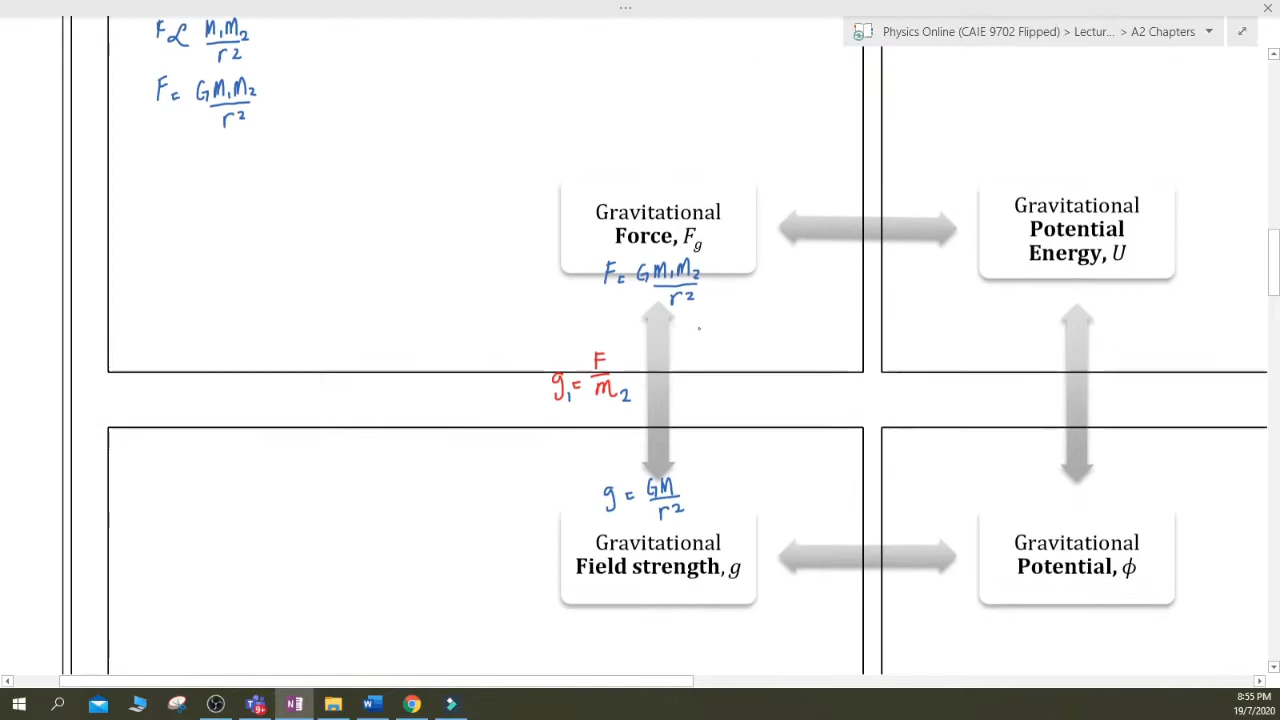 ...
Physics Online (CAIE 9702 Flipped) > Lectur... > A2 Chapters
F ∝ M₁M₂
r²
F = GM₁M₂
r²
Gravitational
Force, F_g
F = GM₁M₂
r²
Gravitational
Potential
Energy, U
g₁ = F
m₂
g = GM
r²
Gravitational
Field strength, g
Gravitational
Potential, ϕ
8:55 PM
19/7/2020